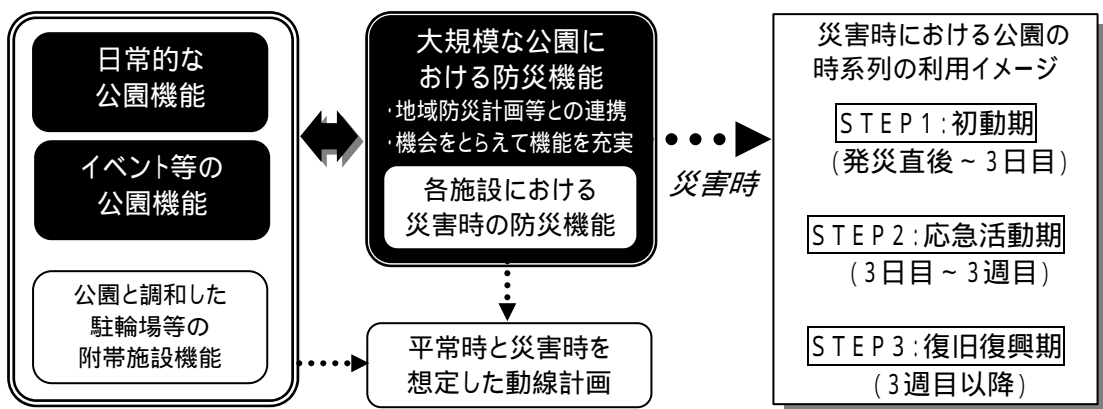 日常的な
公園機能
イベント等の
公園機能
公園と調和した
駐輪場等の
附帯施設機能
大規模な公園に
おける防災機能
・地域防災計画等との連携
・機会をとらえて機能を充実
各施設における
災害時の防災機能
平常時と災害時を
想定した動線計画
災害時
災害時における公園の
時系列の利用イメージ
STEP1:初動期
(発災直後~3日目)
STEP2:応急活動期
(3日目~3週目)
STEP3:復旧復興期
(3週目以降)